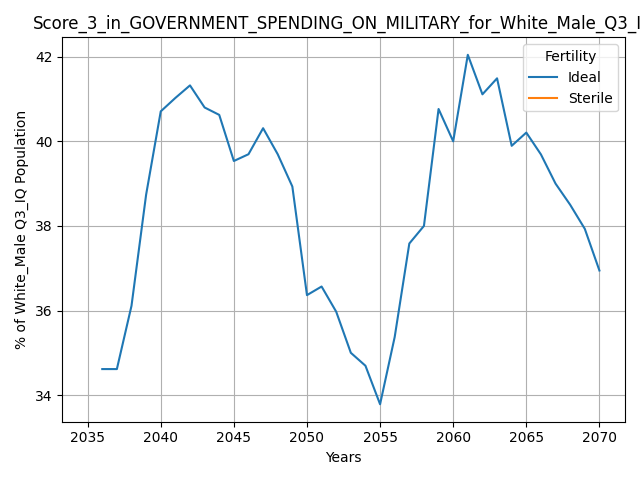 Score_3_in_GOVERNMENT_SPENDING_ON_MILITARY_for_White_Male_Q3_I
Fertility
Ideal
Sterile
% of White_Male Q3_IQ Population
42
40
38
36
34
2035 2040 2045 2050 2055 2060 2065 2070
Years